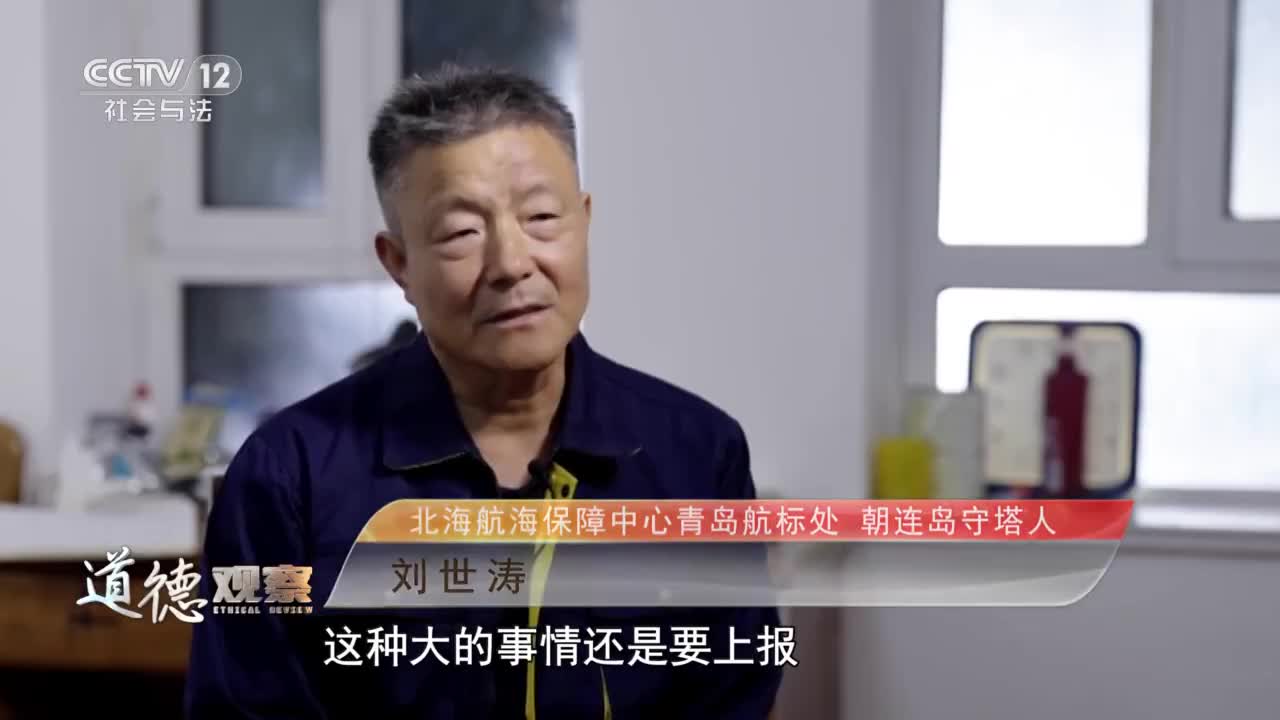 CCTV 12
社会与法
北海航海保障中心青岛航标处 朝连岛守塔人
刘世涛
道德观察
ETHICAL REVIEW
这种大的事情还是要上报